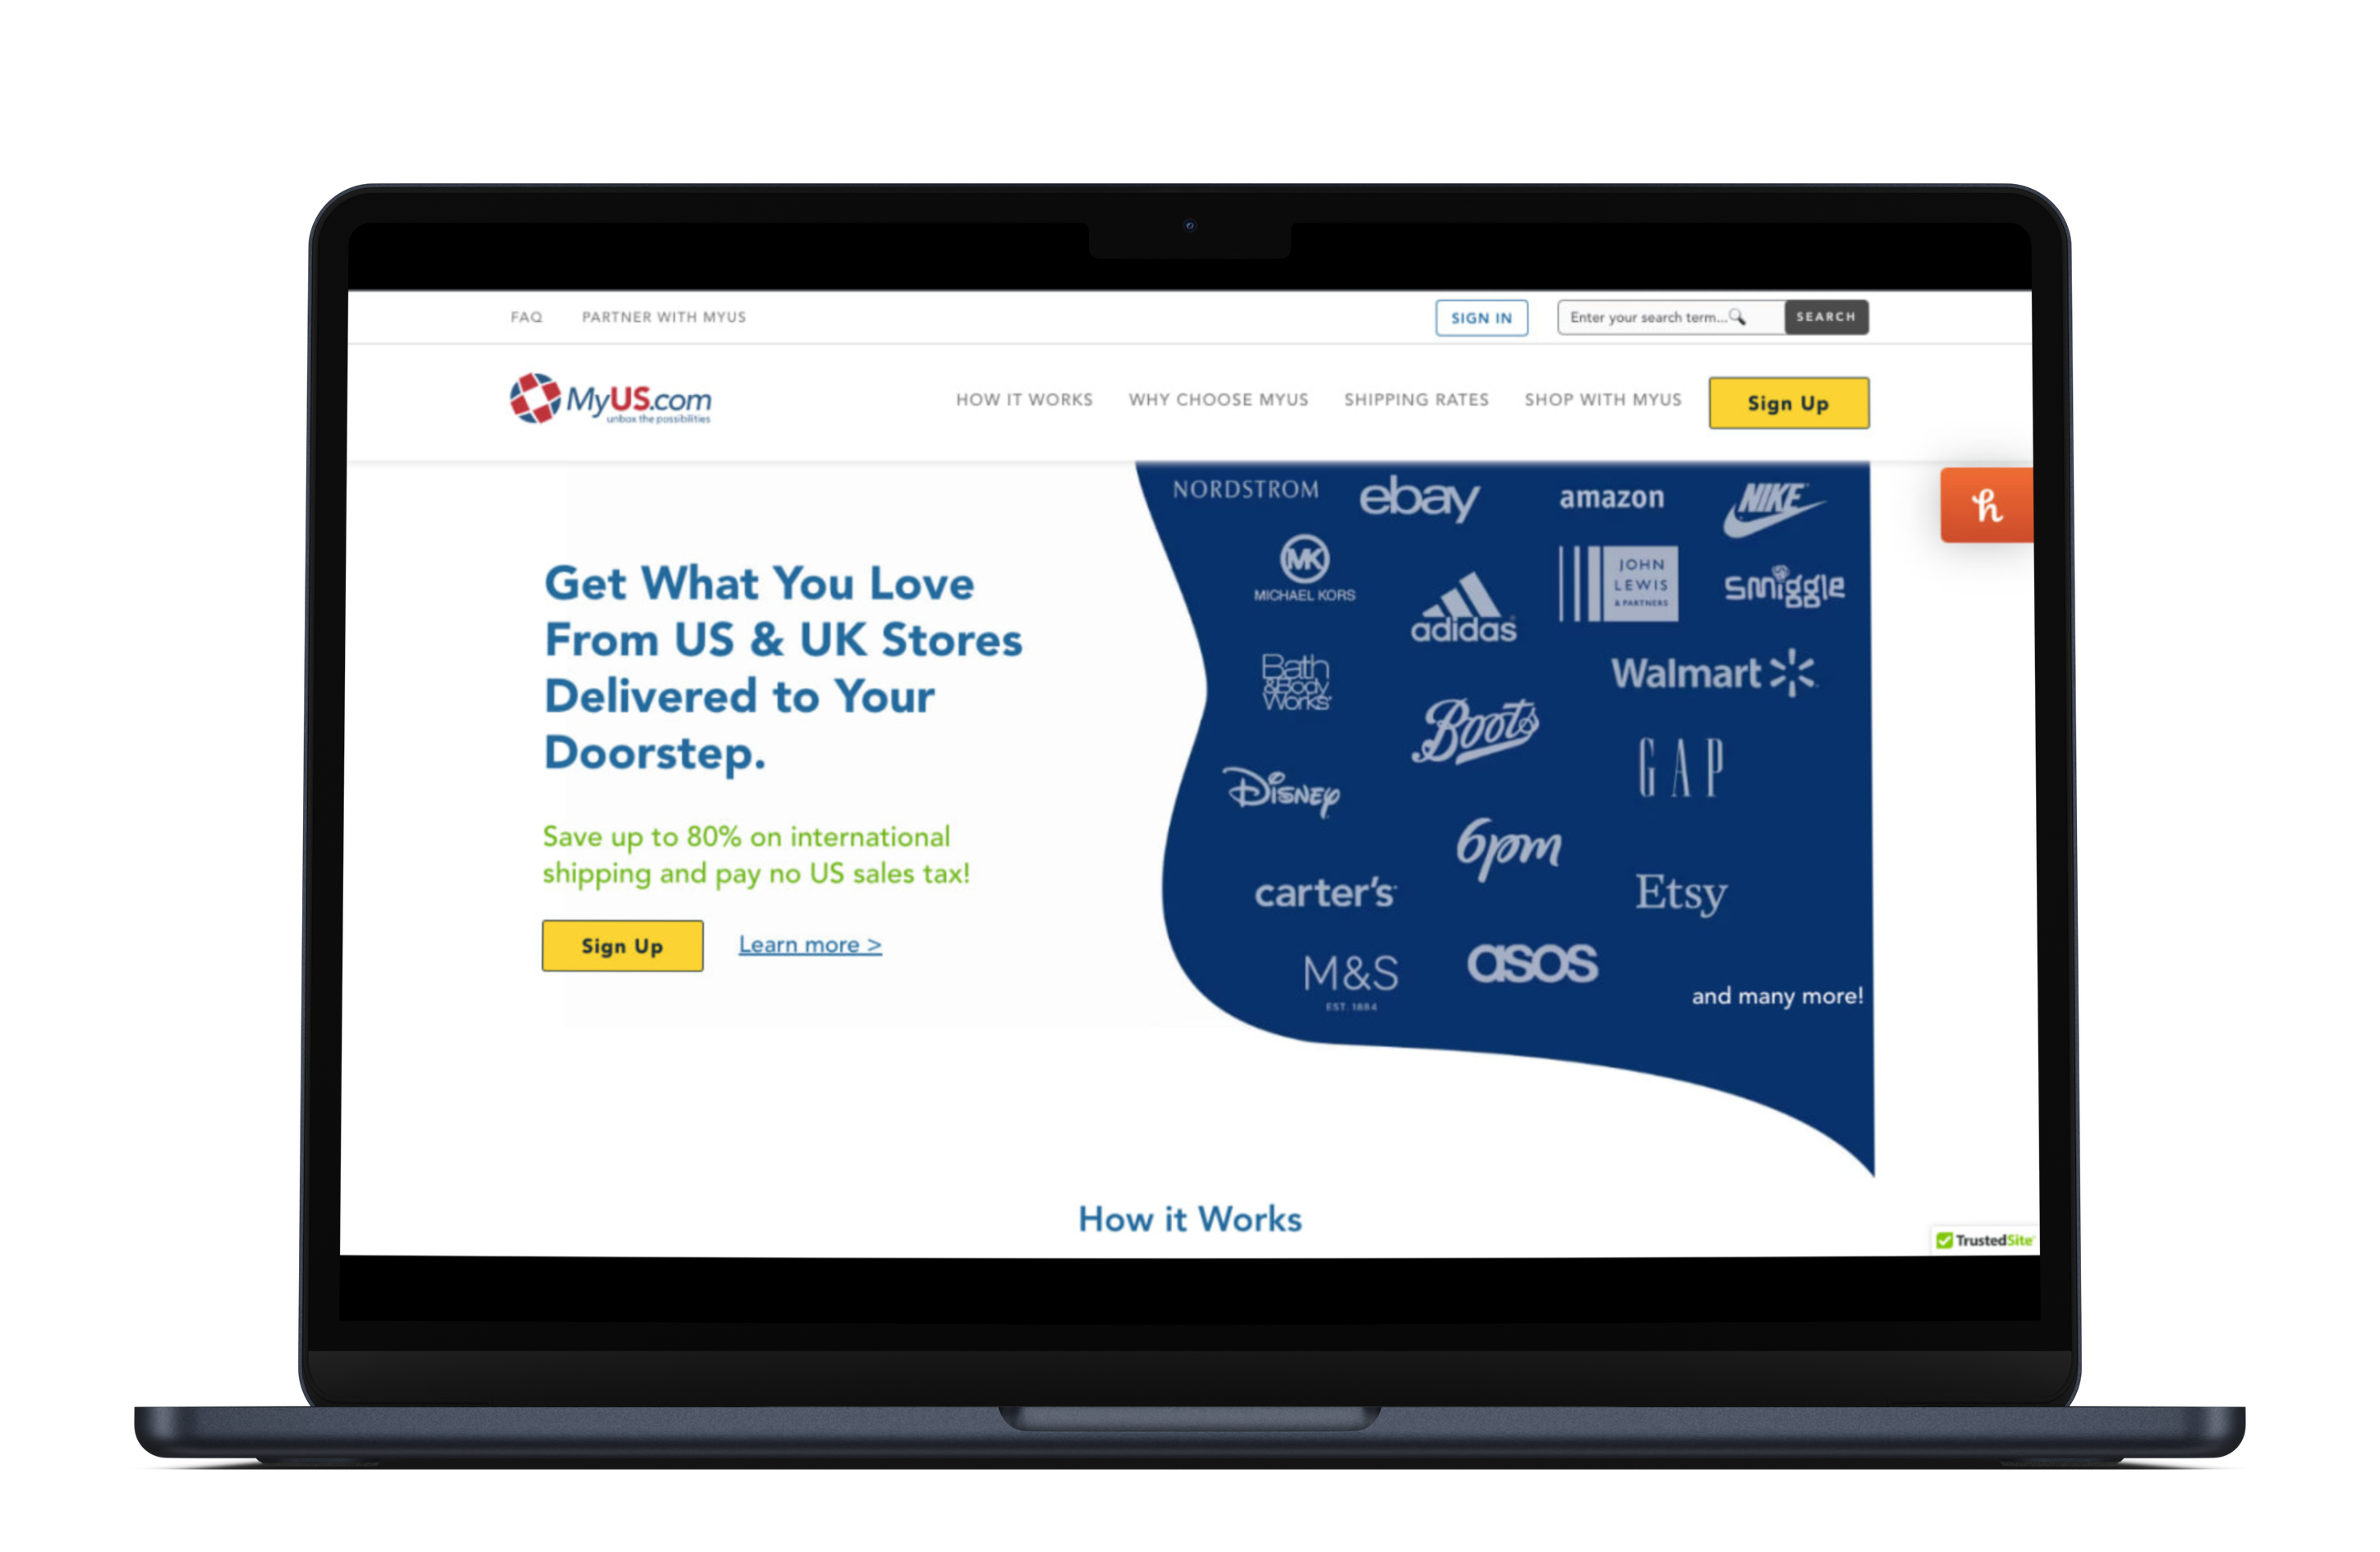 FAQ PARTNER WITH MYUS SIGN IN Enter your search term... SEARCH
MyUS.com
unbox the possibilities
HOW IT WORKS WHY CHOOSE MYUS SHIPPING RATES SHOP WITH MYUS Sign Up
Get What You Love
From US & UK Stores
Delivered to Your
Doorstep.
Save up to 80% on international
shipping and pay no US sales tax!
Sign Up Learn more >
NORDSTROM ebay amazon NIKE
h
MK
MICHAEL KORS
adidas
JOHN
LEWIS
& PARTNERS
smiggle
Bath
&Body
Works
Walmart
Boots
GAP
Disney
6pm
carter's
Etsy
M&S
EST. 1884
asos
and many more!
How it Works
TrustedSite